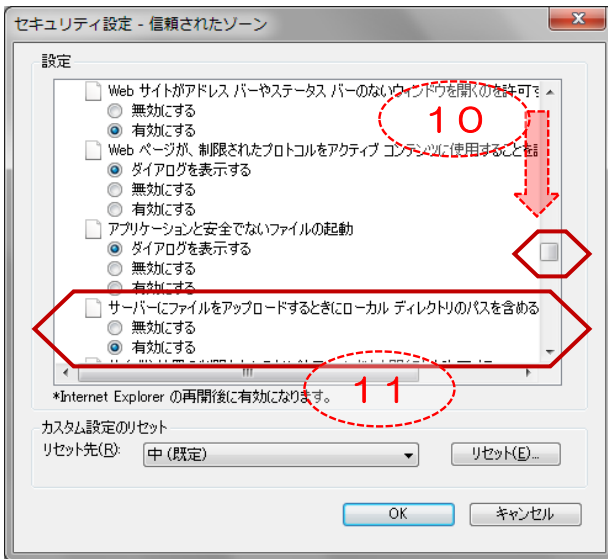 セキュリティ設定 - 信頼されたゾーン
設定
Web サイトがアドレス バーやステータス バーのないウィンドウを開くのを許可す
無効にする
有効にする
10
Web ページが、制限されたプロトコルをアクティブ コンテンツに使用することを
ダイアログを表示する
無効にする
有効にする
アプリケーションと安全でないファイルの起動
ダイアログを表示する
無効にする
有効にする
サーバーにファイルをアップロードするときにローカル ディレクトリのパスを含める
無効にする
有効にする
11
*Internet Explorer の再開後に有効になります。
カスタム設定のリセット
リセット先(R): 中 (既定) リセット(E)...
OK キャンセル